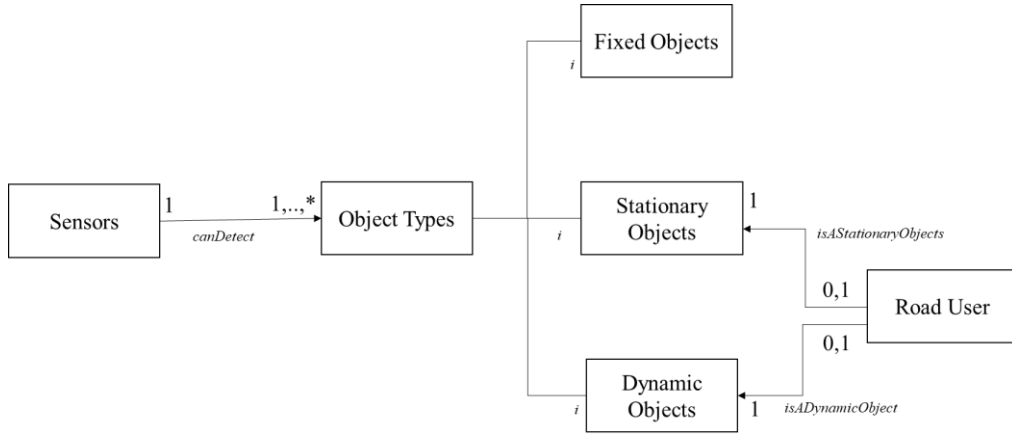 Fixed Objects
i
Sensors
1
canDetect
1,..,*
Object Types
i
Stationary
Objects
1
isAStationaryObjects
0,1
Road User
0,1
i
Dynamic
Objects
1
isADynamicObject